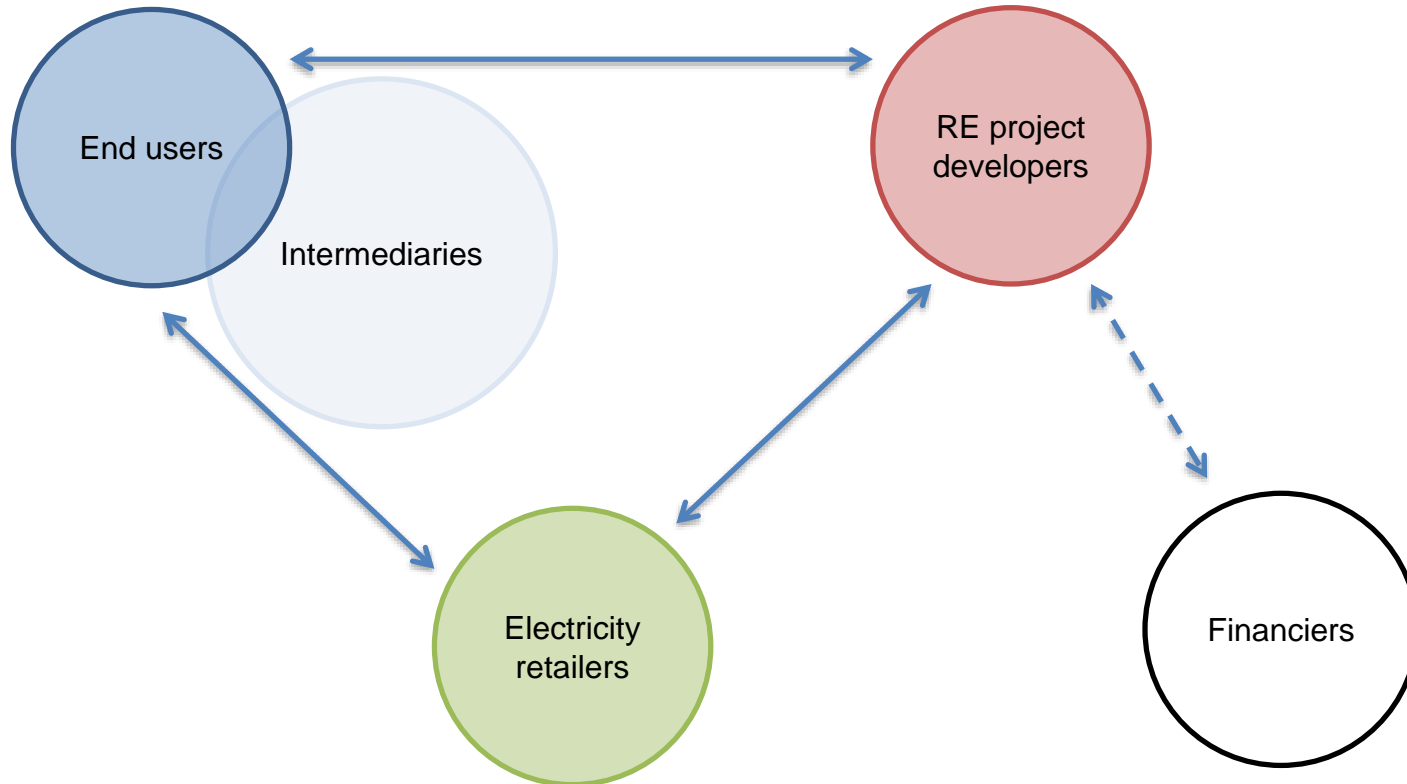 End users
RE project
developers
Intermediaries
Electricity
retailers
Financiers